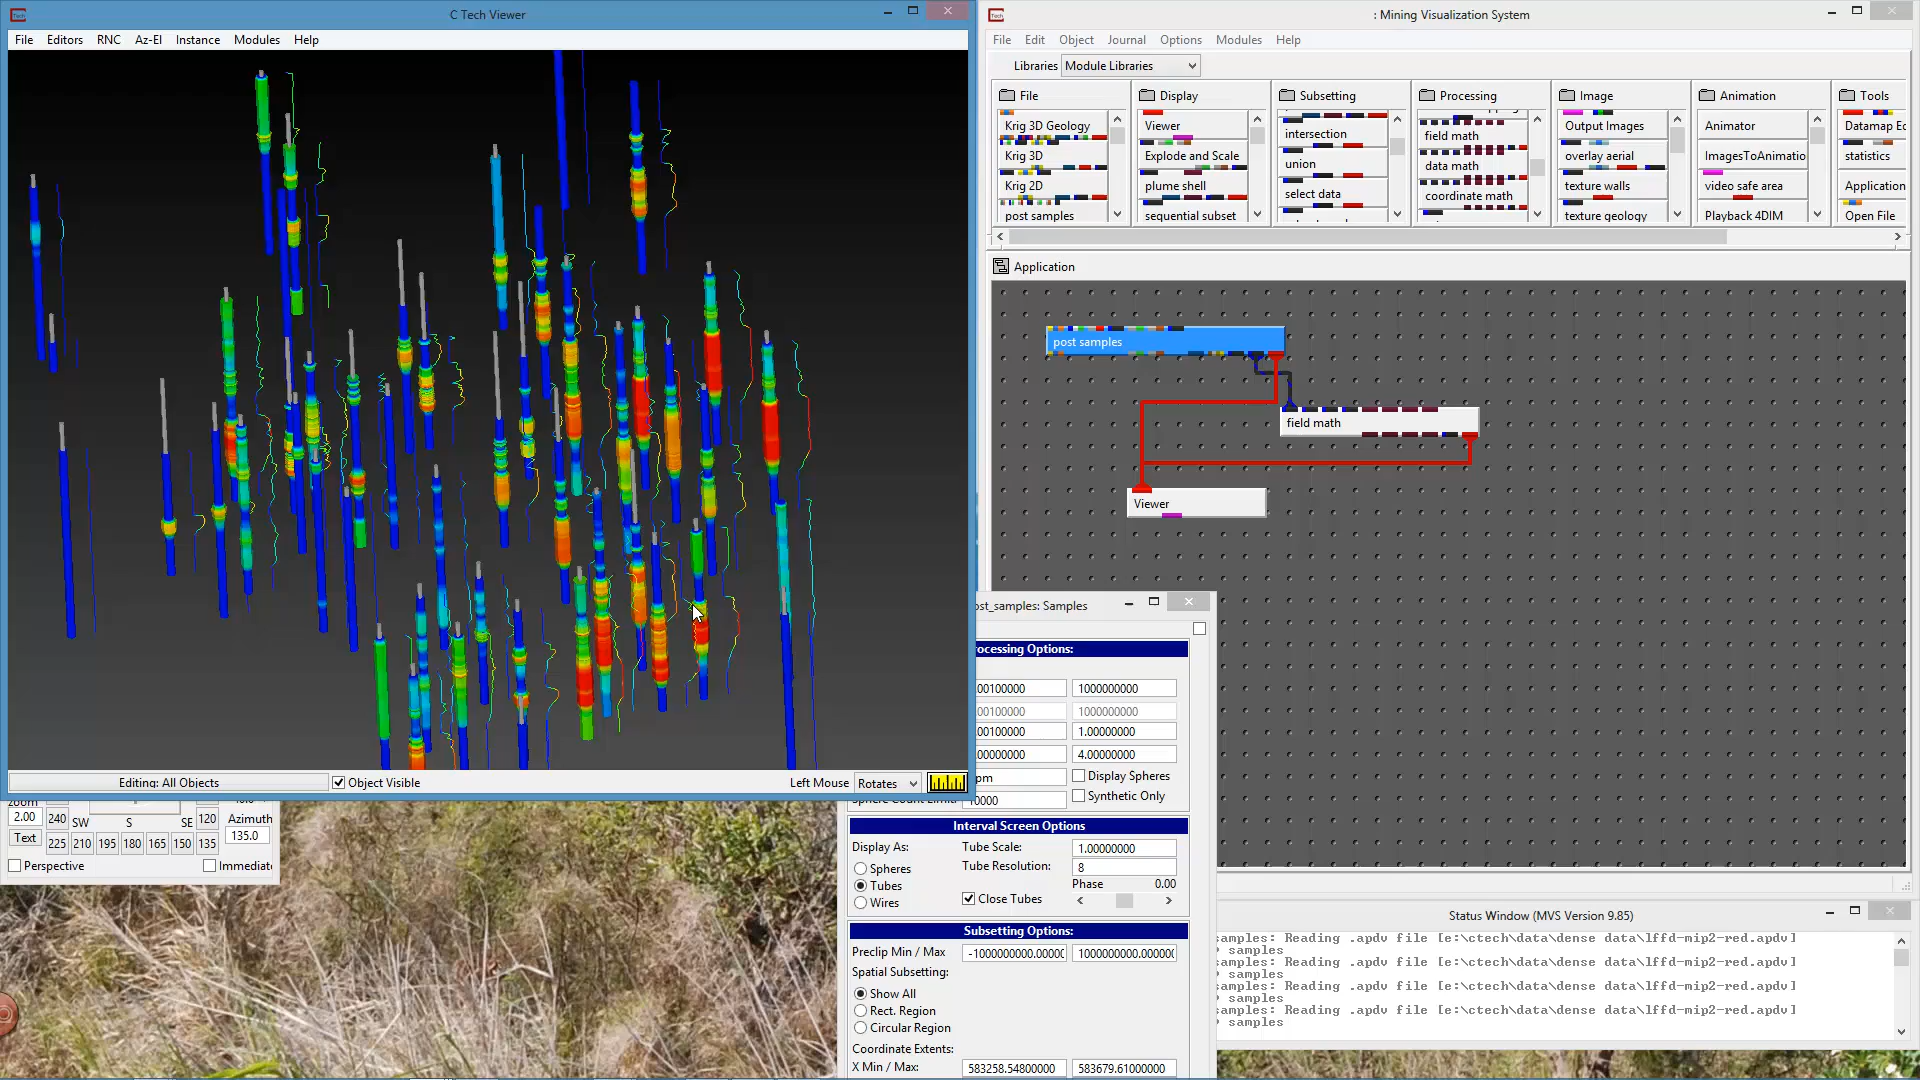 C Tech Viewer
File Editors RNC Az-El Instance Modules Help
Editing: All Objects
Object Visible
Left Mouse Rotates
zoom
2.00 240 SW S SE 120 Azimuth
Text 225 210 195 180 165 150 135 135.0
Perspective Immediate
: Mining Visualization System
File Edit Object Journal Options Modules Help
Libraries Module Libraries
File Display Subsetting Processing Image Animation Tools
Krig 3D Geology Viewer intersection field math Output Images Animator Datamap Ec
Krig 3D Explode and Scale union data math overlay aerial ImagesToAnimatio statistics
Krig 2D plume shell select data coordinate math texture walls video safe area Application
post samples sequential subset texture geology Playback 4DIM Open File
Application
post samples
field math
Viewer
ost_samples: Samples
ocessing Options:
00100000 1000000000
00100000 1000000000
00100000 1.00000000
00000000 4.00000000
pm Display Spheres
10000 Synthetic Only
Interval Screen Options
Display As: Tube Scale: 1.00000000
Spheres Tube Resolution: 8
Tubes Phase 0.00
Wires Close Tubes
Subsetting Options:
Preclip Min / Max -1000000000.0000( 1000000000.00000(
Spatial Subsetting:
Show All
Rect. Region
Circular Region
Coordinate Extents:
X Min / Max: 583258.54800000 583679.61000000
Status Window (MVS Version 9.85)
samples: Reading .apdv file [e:\ctech\data\dense data\lffd-mip2-red.apdv]
samples
samples: Reading .apdv file [e:\ctech\data\dense data\lffd-mip2-red.apdv]
samples
samples: Reading .apdv file [e:\ctech\data\dense data\lffd-mip2-red.apdv]
samples
samples: Reading .apdv file [e:\ctech\data\dense data\lffd-mip2-red.apdv]
samples